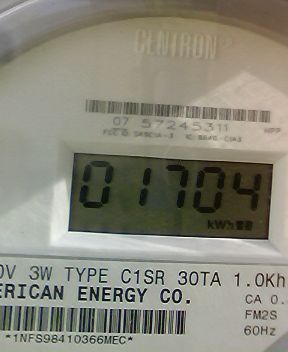 CENTRON
07 57245311
01704
kWh
0V 3W TYPE C1SR 30TA 1.0Kh
ERICAN ENERGY CO. CA 0.
FM2S
60Hz
*1NFS98410366MEC*